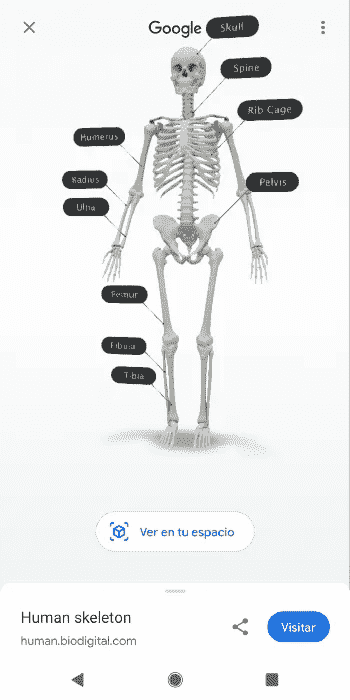 Google
Skull
Spine
Rib Cage
Humerus
Radius
Ulna
Pelvis
Femur
Fibula
Tibia
Ver en tu espacio
Human skeleton
human.biodigital.com
Visitar